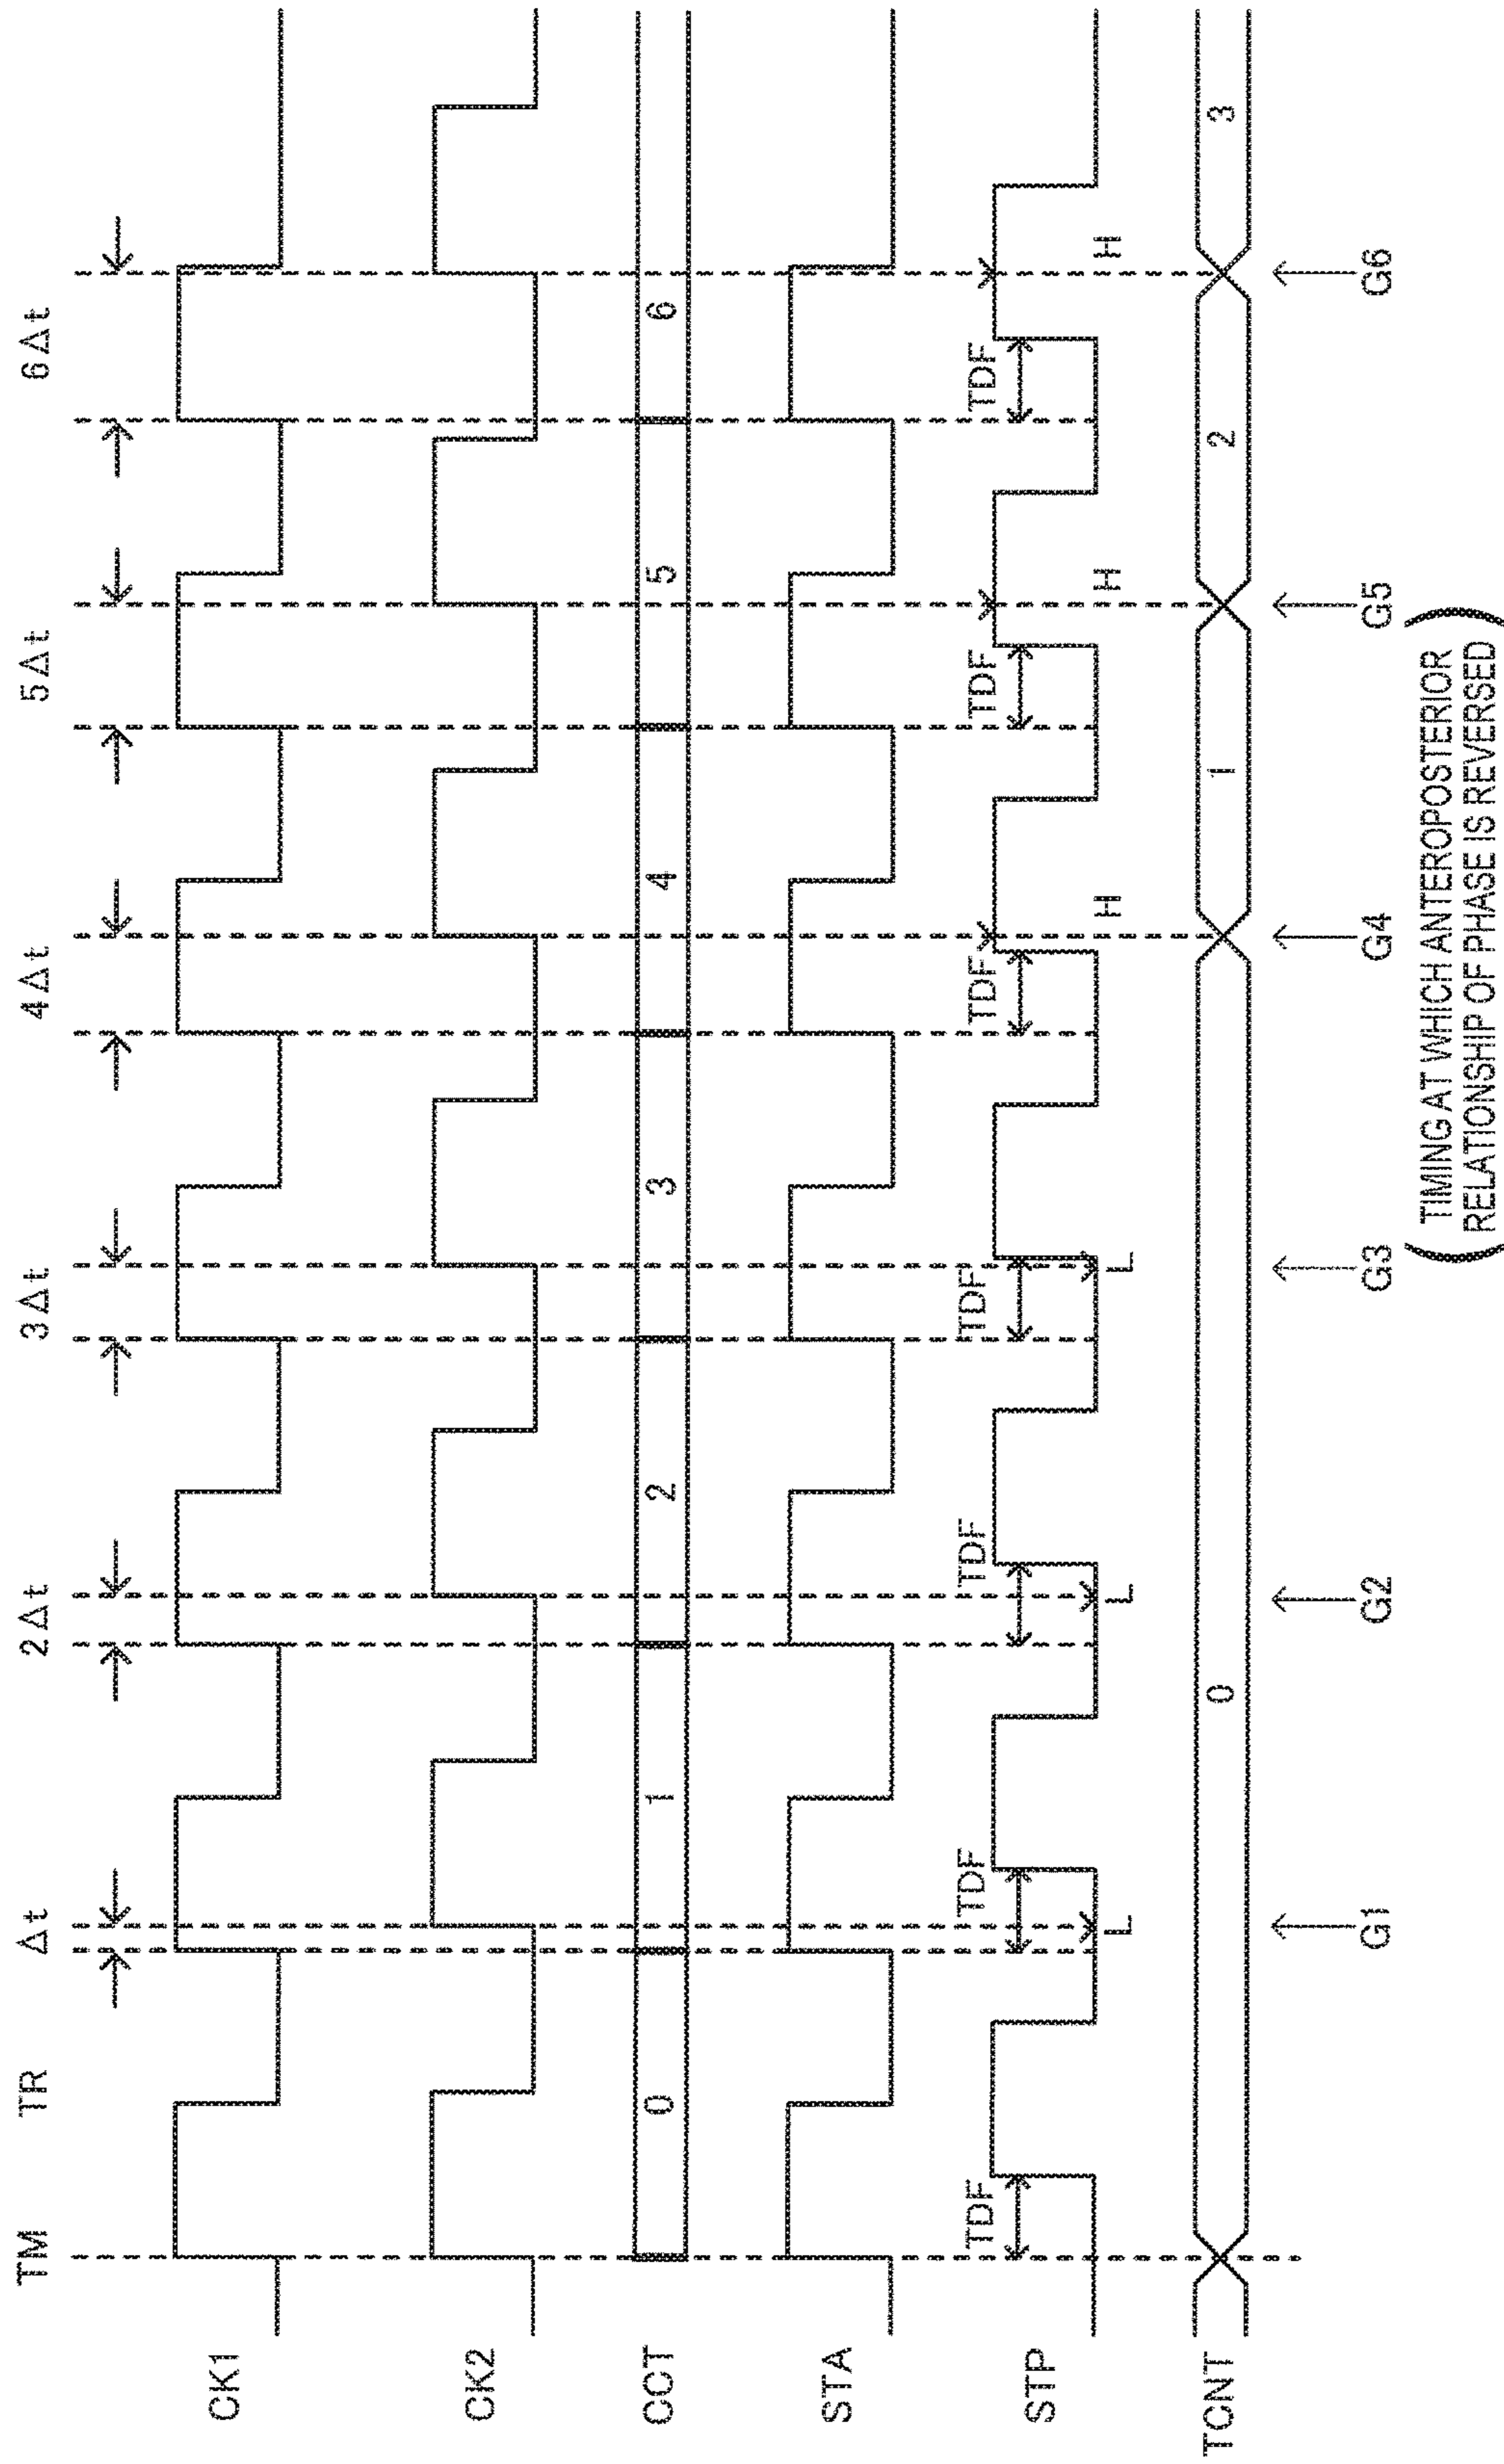 TM TR Δt 2Δt 3Δt 4Δt 5Δt 6Δt
CK1
CK2
CCT 0 1 2 3 4 5 6
STA
TDF TDF TDF TDF TDF TDF TDF
STP
L L L H H H
TCNT 0 1 2 3
G1 G2 G3 G4 G5 G6
( TIMING AT WHICH ANTEROPOSTERIOR
RELATIONSHIP OF PHASE IS REVERSED )